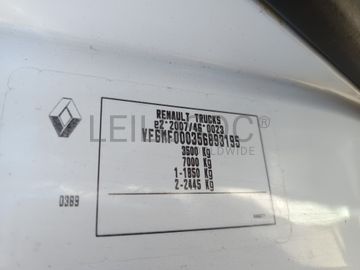 RENAULT TRUCKS
e2*2007/46*0023
VF6MF000356893195
3500 Kg
7000 Kg
1-1850 Kg
2-2445 Kg
0389